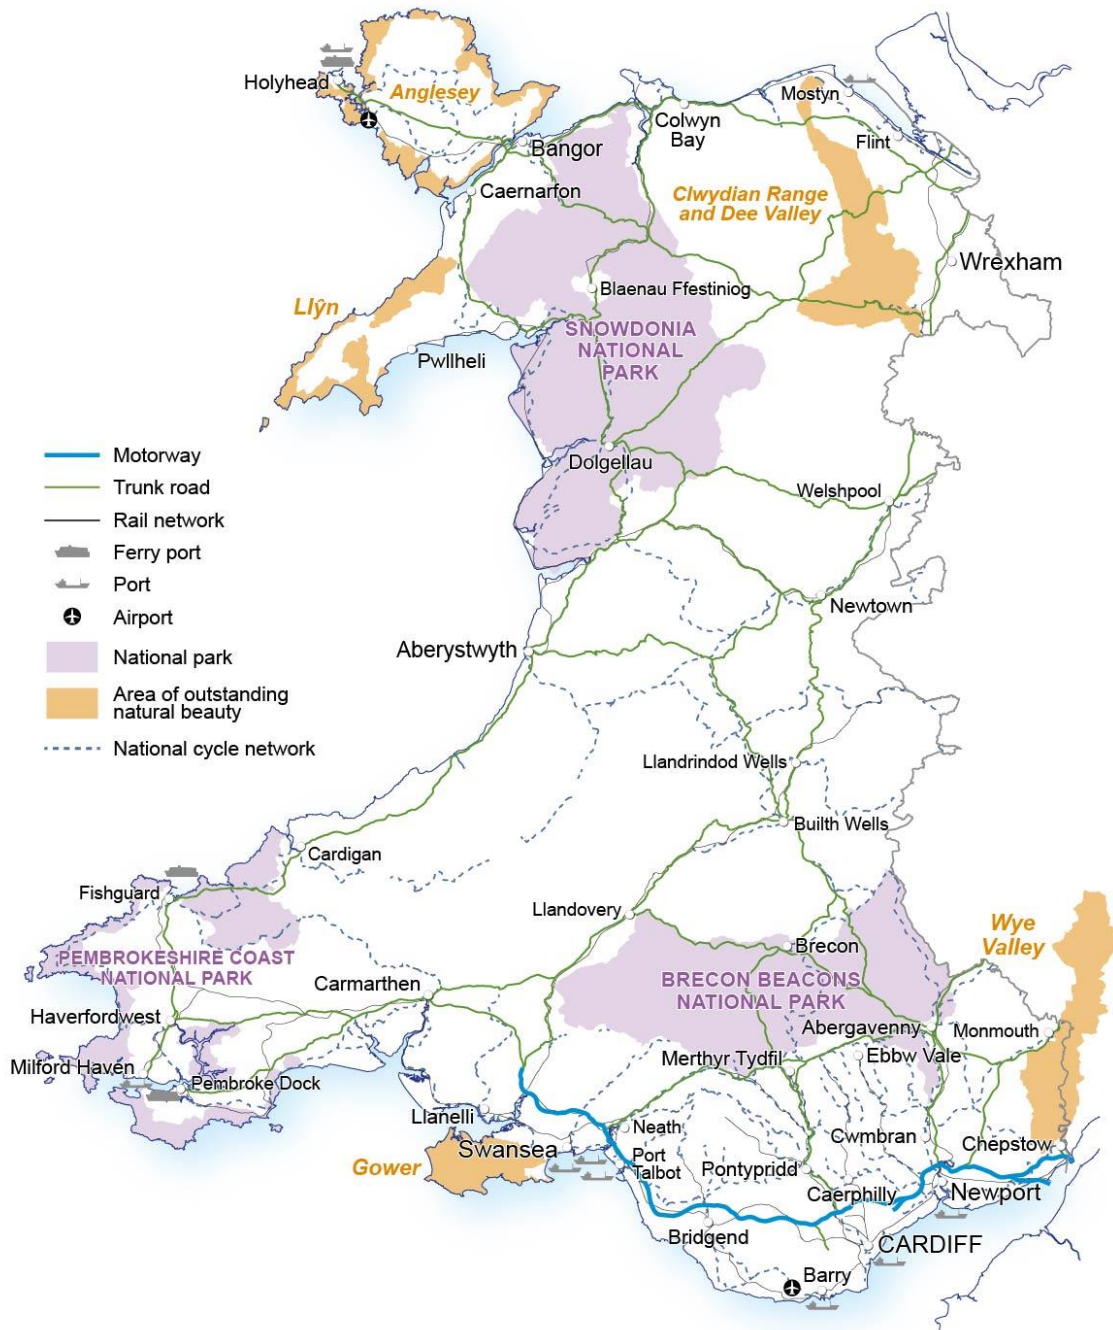 Holyhead
Anglesey
Bangor
Caernarfon
Colwyn
Bay
Mostyn
Flint
Clwydian Range
and Dee Valley
Wrexham
Llŷn
Pwllheli
Blaenau Ffestiniog
SNOWDONIA
NATIONAL
PARK
Dolgellau
Welshpool
Motorway
Trunk road
Rail network
Ferry port
Port
Airport
National park
Area of outstanding
natural beauty
National cycle network
Newtown
Aberystwyth
Llandrindod Wells
Builth Wells
Cardigan
Fishguard
Llandovery
Brecon
Wye
Valley
PEMBROKESHIRE COAST
NATIONAL PARK
BRECON BEACONS
NATIONAL PARK
Carmarthen
Haverfordwest
Abergavenny
Monmouth
Milford Haven
Pembroke Dock
Merthyr Tydfil
Ebbw Vale
Llanelli
Swansea
Neath
Port
Talbot
Cwmbran
Chepstow
Gower
Pontypridd
Caerphilly
Newport
Bridgend
CARDIFF
Barry